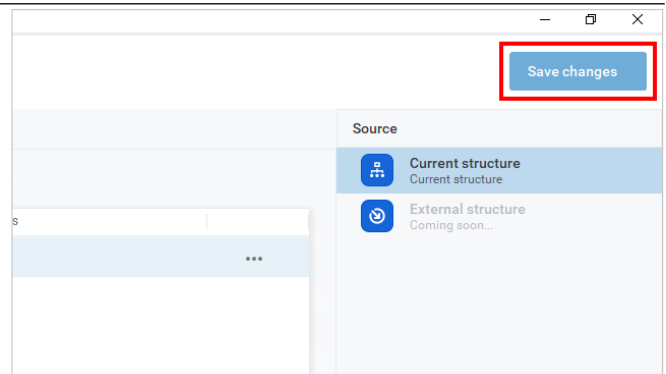 Save changes
Source
Current structure
Current structure
External structure
Coming soon...
s